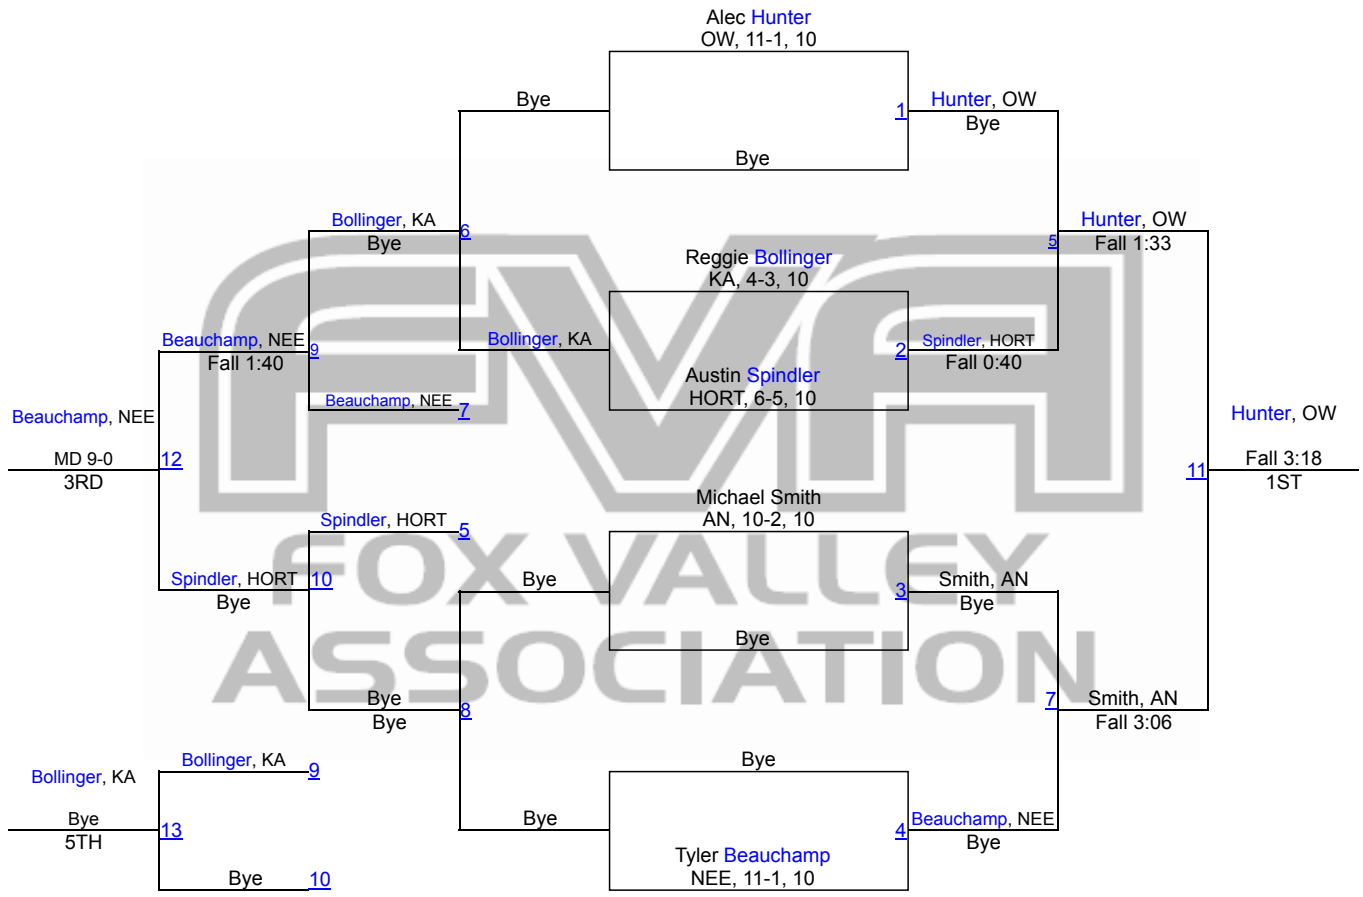 Alec Hunter
OW, 11-1, 10
Bye
1
Hunter, OW
Bye
Bye
Bollinger, KA
6
Bye
Hunter, OW
5
Fall 1:33
Reggie Bollinger
KA, 4-3, 10
Beauchamp, NEE
9
Fall 1:40
Bollinger, KA
2
Spindler, HORT
Fall 0:40
Austin Spindler
HORT, 6-5, 10
Beauchamp, NEE
7
Beauchamp, NEE
MD 9-0
12
3RD
Hunter, OW
Fall 3:18
11
1ST
Michael Smith
AN, 10-2, 10
Spindler, HORT
5
FOX VALLEY
Spindler, HORT
10
Bye
Bye
3
Smith, AN
Bye
Bye
ASSOCIATION
Bye
8
Bye
7
Smith, AN
Fall 3:06
Bye
Bollinger, KA
9
Bollinger, KA
Bye
13
5TH
Bye
4
Beauchamp, NEE
Bye
Tyler Beauchamp
NEE, 11-1, 10
Bye
10
FVA